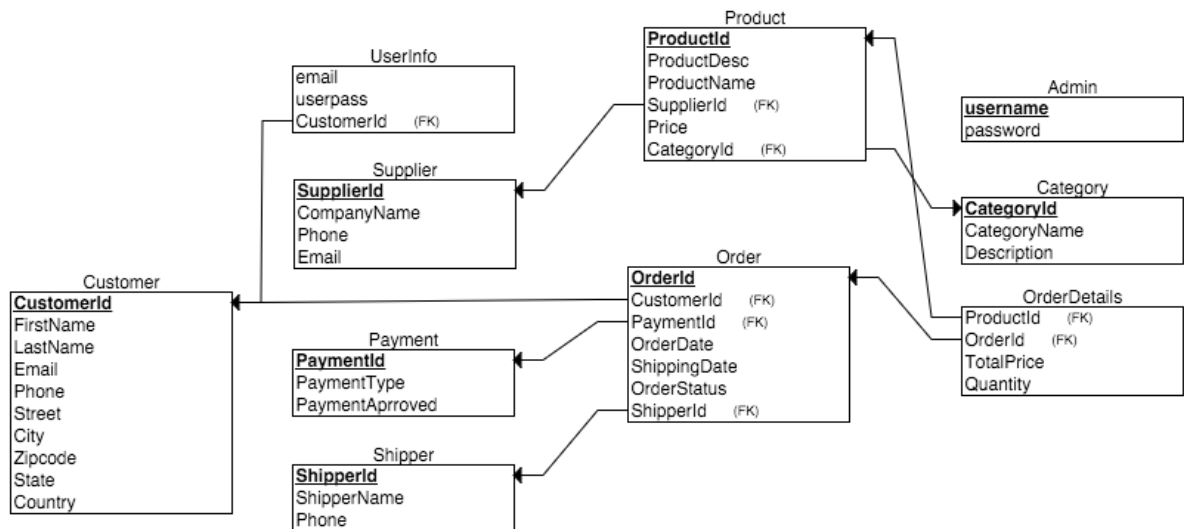 Product
ProductId
ProductDesc
ProductName
SupplierId (FK)
Price
CategoryId (FK)
UserInfo
email
userpass
CustomerId (FK)
Admin
username
password
Supplier
SupplierId
CompanyName
Phone
Email
Category
CategoryId
CategoryName
Description
Order
OrderId
CustomerId (FK)
PaymentId (FK)
OrderDate
ShippingDate
OrderStatus
ShipperId (FK)
Customer
CustomerId
FirstName
LastName
Email
Phone
Street
City
Zipcode
State
Country
OrderDetails
ProductId (FK)
OrderId (FK)
TotalPrice
Quantity
Payment
PaymentId
PaymentType
PaymentAprroved
Shipper
ShipperId
ShipperName
Phone